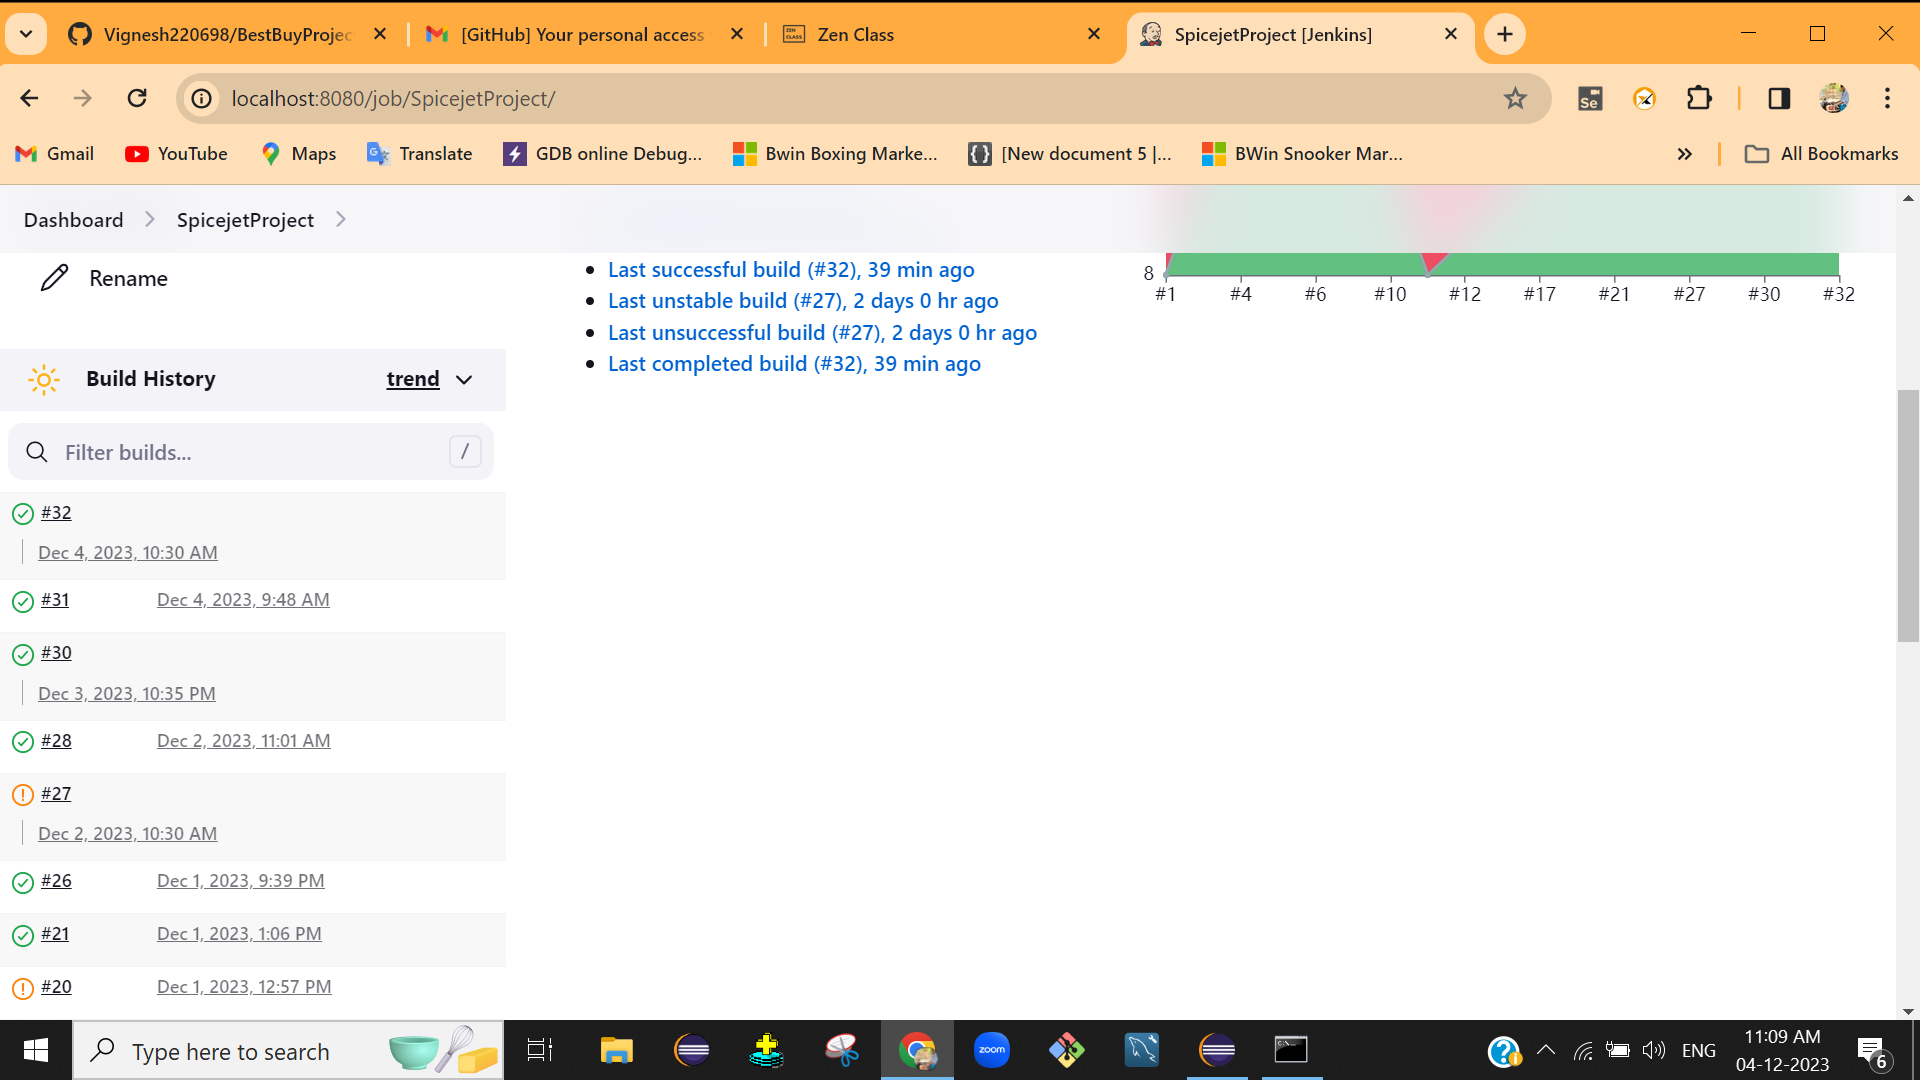 Vignesh220698/BestBuyProjec
[GitHub] Your personal access
Zen Class
SpicejetProject [Jenkins]
localhost:8080/job/SpicejetProject/
Gmail
YouTube
Maps
Translate
GDB online Debug...
Bwin Boxing Marke...
[New document 5 |...
BWin Snooker Mar...
All Bookmarks
Dashboard
SpicejetProject
Rename
Last successful build (#32), 39 min ago
Last unstable build (#27), 2 days 0 hr ago
Last unsuccessful build (#27), 2 days 0 hr ago
Last completed build (#32), 39 min ago
8
#1 #4 #6 #10 #12 #17 #21 #27 #30 #32
Build History
trend
Filter builds...
/
#32
Dec 4, 2023, 10:30 AM
#31 Dec 4, 2023, 9:48 AM
#30
Dec 3, 2023, 10:35 PM
#28 Dec 2, 2023, 11:01 AM
#27
Dec 2, 2023, 10:30 AM
#26 Dec 1, 2023, 9:39 PM
#21 Dec 1, 2023, 1:06 PM
#20 Dec 1, 2023, 12:57 PM
Type here to search
zoom
ENG
11:09 AM
04-12-2023
6